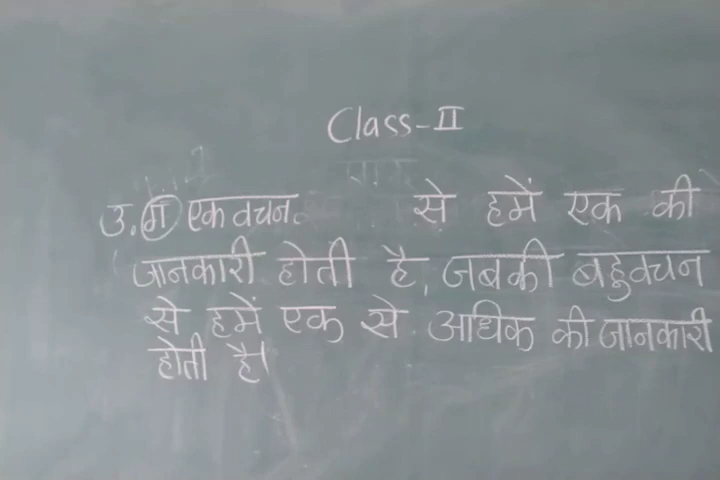 Class-II
उ. ग एकवचन. से हमें एक की
जानकारी होती है, जबकी बहुवचन
से हमें एक से अधिक की जानकारी
होती है।